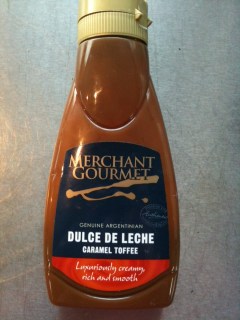 MERCHANT
GOURMET
GENUINE ARGENTINIAN
DULCE DE LECHE
CARAMEL TOFFEE
Luxuriously creamy,
rich and smooth